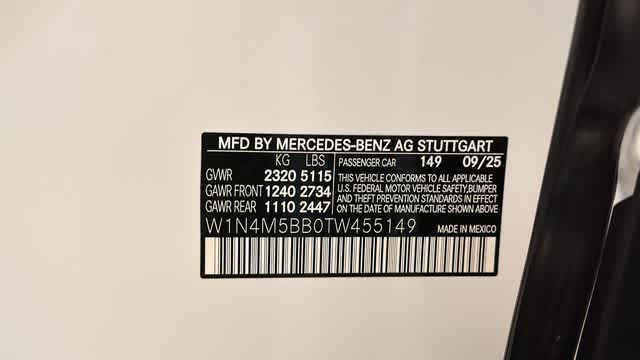 MFD BY MERCEDES-BENZ AG STUTTGART
KG LBS
GVWR 2320 5115
GAWR FRONT 1240 2734
GAWR REAR 1110 2447
PASSENGER CAR 149 09/25
THIS VEHICLE CONFORMS TO ALL APPLICABLE
U.S. FEDERAL MOTOR VEHICLE SAFETY,BUMPER
AND THEFT PREVENTION STANDARDS IN EFFECT
ON THE DATE OF MANUFACTURE SHOWN ABOVE
W1N4M5BB0TW455149
MADE IN MEXICO